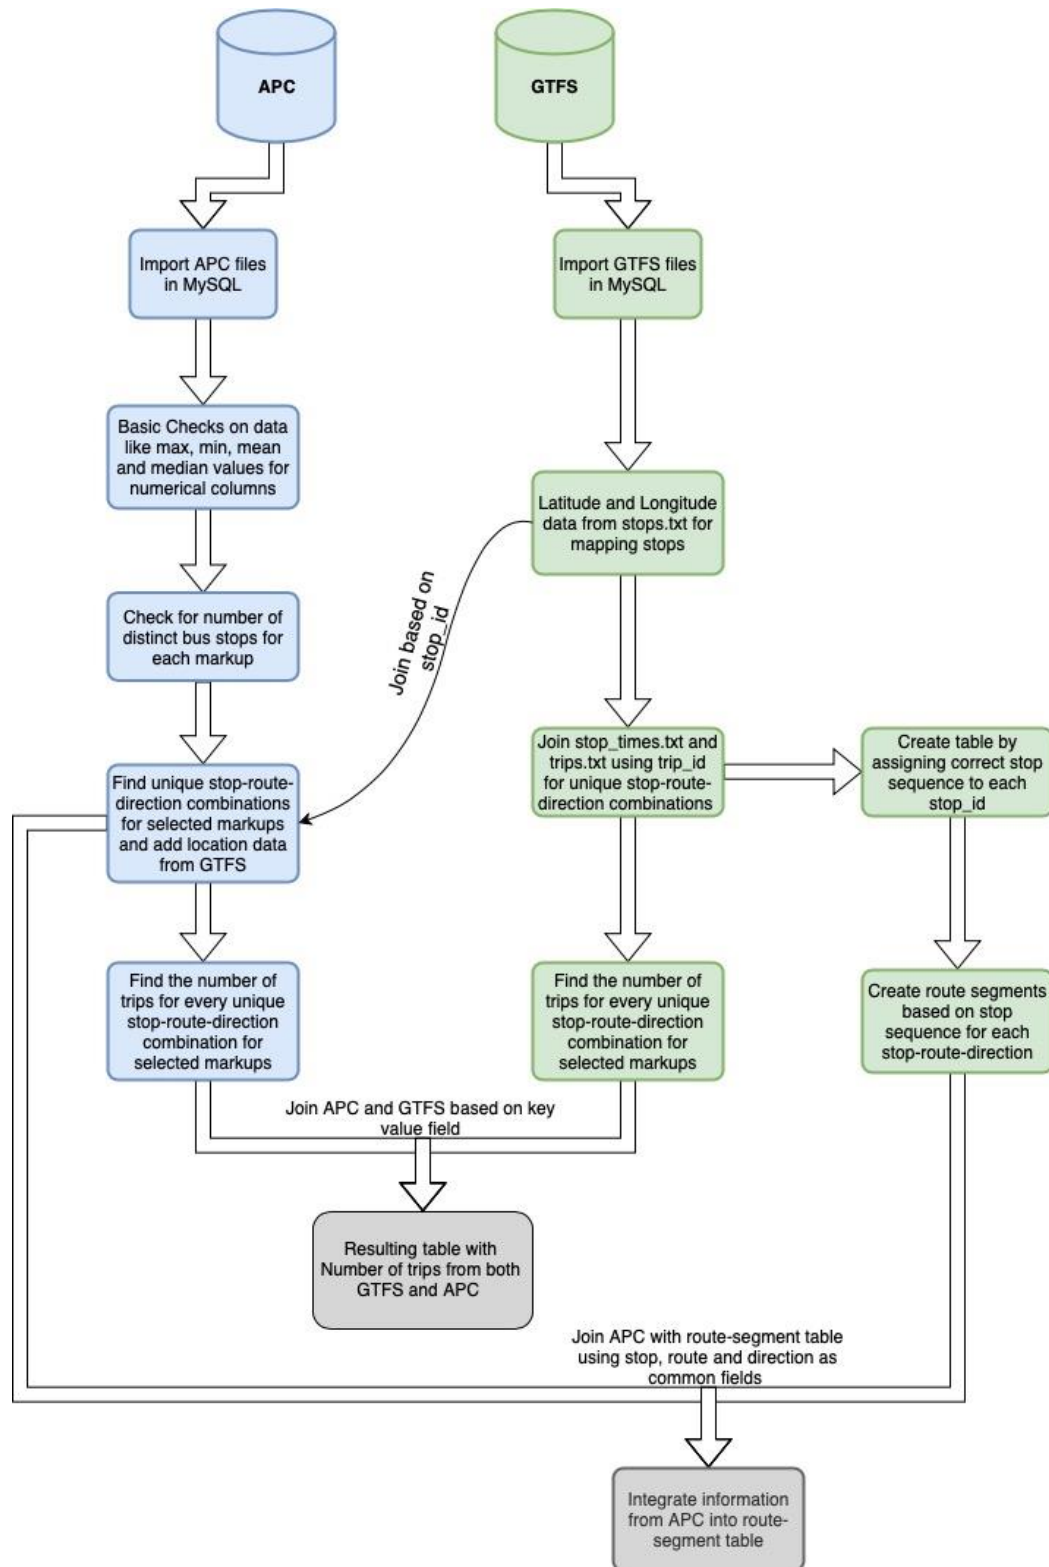 APC
GTFS
Import APC files
in MySQL
Import GTFS files
in MySQL
Basic Checks on data
like max, min, mean
and median values for
numerical columns
Latitude and Longitude
data from stops.txt for
mapping stops
Join based on
stop_id
Check for number of
distinct bus stops for
each markup
Find unique stop-route-
direction combinations
for selected markups
and add location data
from GTFS
Join stop_times.txt and
trips.txt using trip_id
for unique stop-route-
direction combinations
Create table by
assigning correct stop
sequence to each
stop_id
Find the number of
trips for every unique
stop-route-direction
combination for
selected markups
Find the number of
trips for every unique
stop-route-direction
combination for
selected markups
Create route segments
based on stop
sequence for each
stop-route-direction
Join APC and GTFS based on key
value field
Resulting table with
Number of trips from both
GTFS and APC
Join APC with route-segment table
using stop, route and direction as
common fields
Integrate information
from APC into route-
segment table